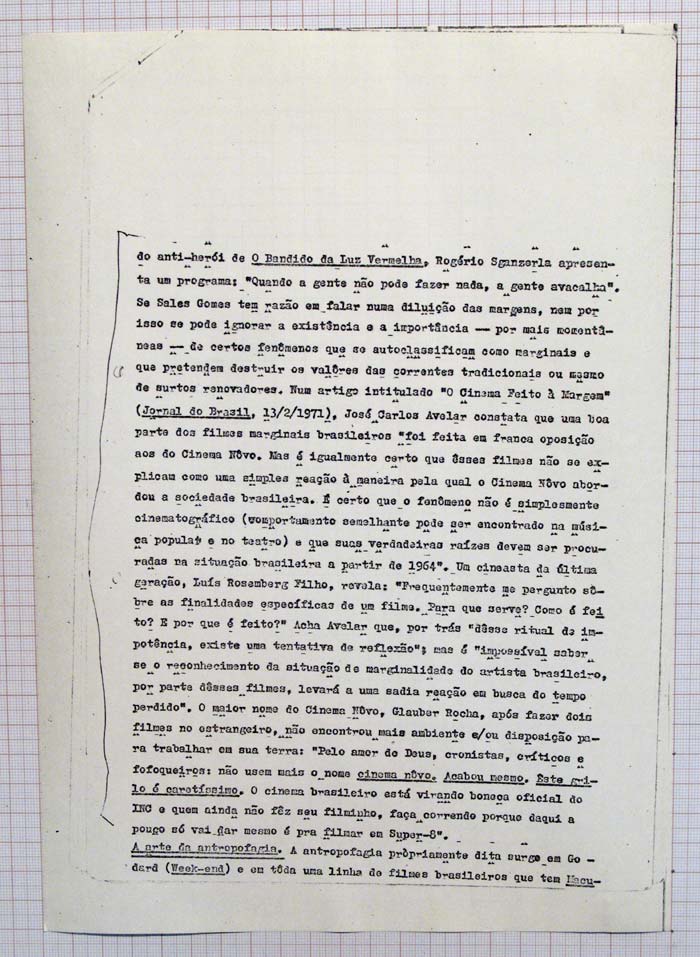 do anti-herói de O Bandido da Luz Vermelha, Rogério Sganzerla apresen-
ta um programa: "Quando a gente não pode fazer nada, a gente avacalha".
Se Sales Gomes tem razão em falar numa diluição das margens, nem por
isso se pode ignorar a existência e a importância — por mais momentâ-
neas — de certos fenômenos que se autoclassificam como marginais e
que pretendem destruir os valôres das correntes tradicionais ou mesmo
de surtos renovadores. Num artigo intitulado "O Cinema Feito à Margem"
(Jornal do Brasil, 13/2/1971), José Carlos Avelar constata que uma boa
parte dos filmes marginais brasileiros "foi feita em franca oposição
aos do Cinema Nôvo. Mas é igualmente certo que êsses filmes não se ex-
plicam como uma simples reação à maneira pela qual o Cinema Nôvo abor-
dou a sociedade brasileira. É certo que o fenômeno não é simplesmente
cinematográfico (comportamento semelhante pode ser encontrado na músi-
ca popular e no teatro) e que suas verdadeiras raízes devem ser procu-
radas na situação brasileira a partir de 1964". Um cineasta da última
geração, Luís Rosemberg Filho, revela: "Frequentemente me pergunto sô-
bre as finalidades específicas de um filme. Para que serve? Como é fei
to? E por que é feito?" Acha Avelar que, por trás "dêsse ritual de im-
potência, existe uma tentativa de reflexão"; mas é "impossível saber
se o reconhecimento da situação de marginalidade do artista brasileiro,
por parte dêsses filmes, levará a uma sadia reação em busca do tempo
perdido". O maior nome do Cinema Nôvo, Glauber Rocha, após fazer dois
filmes no estrangeiro, não encontrou mais ambiente e/ou disposição pa-
ra trabalhar em sua terra: "Pelo amor de Deus, cronistas, críticos e
fofoqueiros: não usem mais o nome cinema nôvo. Acabou mesmo. Este gri-
lo é caretíssimo. O cinema brasileiro está virando boneca oficial do
INC e quem ainda não fêz seu filminho, faça correndo porque daqui a
pouco só vai dar mesmo é pra filmar em Super-8".
A arte da antropofagia. A antropofagia pròpriamente dita surge em Go -
dard (Week-end) e em tôda uma linha de filmes brasileiros que tem Macu-